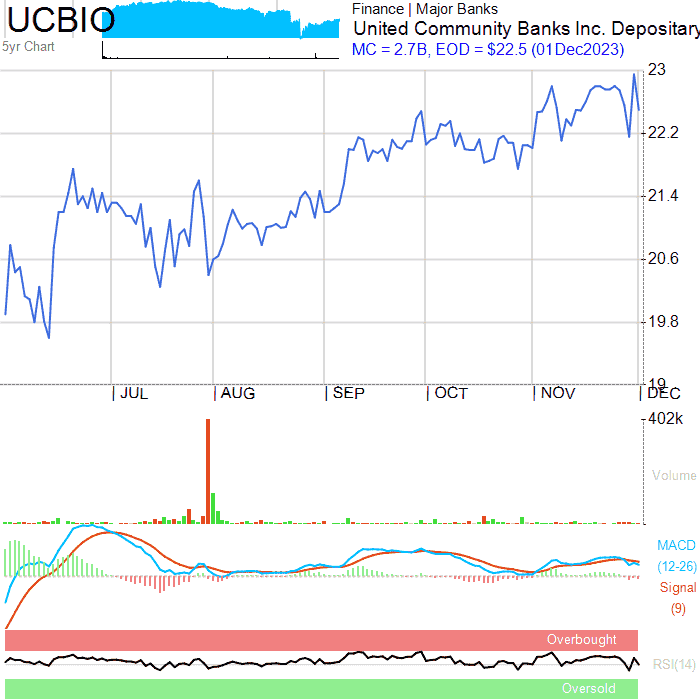 UCBIO
Finance | Major Banks
United Community Banks Inc. Depositary
5yr Chart
MC = 2.7B, EOD = $22.5 (01Dec2023)
23
22.2
21.4
20.6
19.8
19
| JUL | AUG | SEP | OCT | NOV | DEC
402k
Volume
MACD
(12-26)
Signal
(9)
Overbought
RSI(14)
Oversold